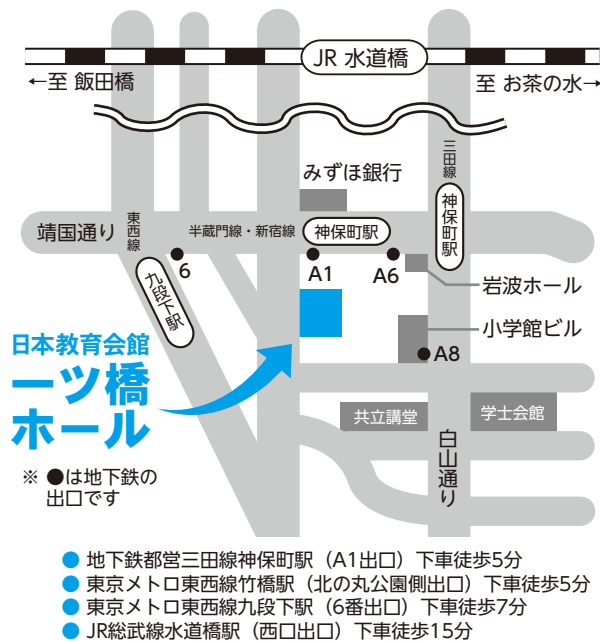 JR 水道橋
←至 飯田橋
至 お茶の水→
三田線
みずほ銀行
神保町駅
靖国通り
東西線
半蔵門線・新宿線
神保町駅
6
A1
A6
九段下駅
岩波ホール
小学館ビル
日本教育会館
一ツ橋
ホール
A8
共立講堂
学士会館
白山通り
※ ●は地下鉄の
出口です
● 地下鉄都営三田線神保町駅（A1出口）下車徒歩5分
● 東京メトロ東西線竹橋駅（北の丸公園側出口）下車徒歩5分
● 東京メトロ東西線九段下駅（6番出口）下車徒歩7分
● JR総武線水道橋駅（西口出口）下車徒歩15分